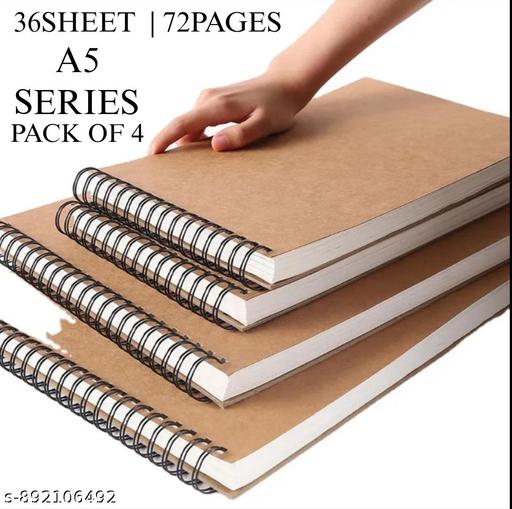 36SHEET | 72PAGES
A5
SERIES
PACK OF 4
s-892106492